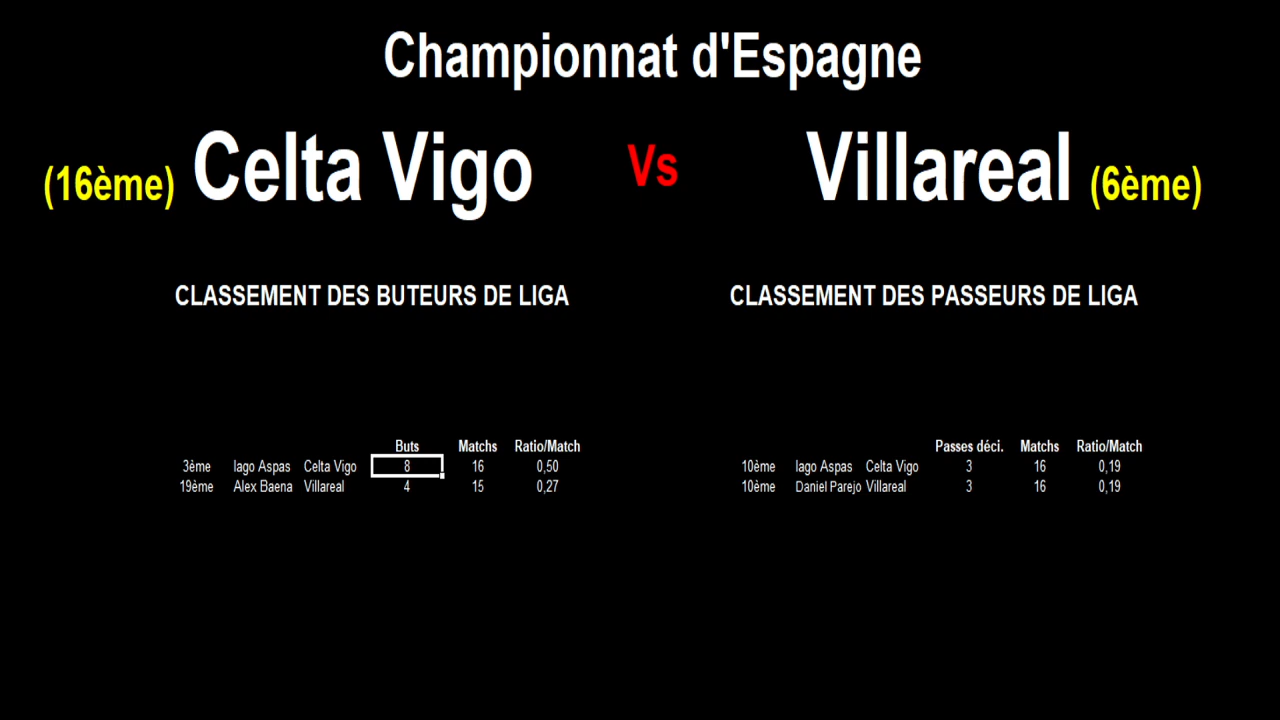 Championnat d'Espagne
(16ème) Celta Vigo Vs Villareal (6ème)
CLASSEMENT DES BUTEURS DE LIGA
CLASSEMENT DES PASSEURS DE LIGA
Buts Matchs Ratio/Match
3ème Iago Aspas Celta Vigo 8 16 0,50
19ème Alex Baena Villareal 4 15 0,27
Passes déci. Matchs Ratio/Match
10ème Iago Aspas Celta Vigo 3 16 0,19
10ème Daniel Parejo Villareal 3 16 0,19